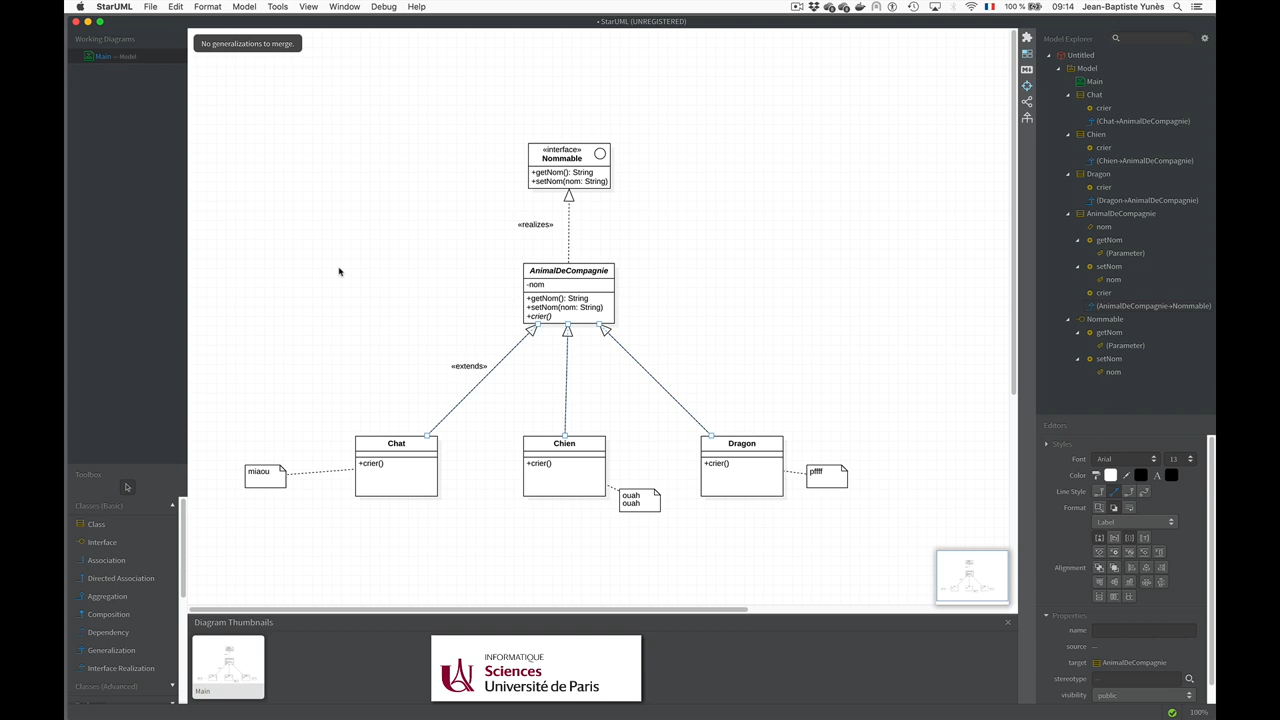 StarUML File Edit Format Model Tools View Window Debug Help 100 % 09:14 Jean-Baptiste Yunès
• StarUML (UNREGISTERED)
Working Diagrams
Main — Model
No generalizations to merge.
«interface»
Nommable
+getNom(): String
+setNom(nom: String)
«realizes»
AnimalDeCompagnie
-nom
+getNom(): String
+setNom(nom: String)
+crier()
«extends»
Chat
+crier()
miaou
Chien
+crier()
ouah
ouah
Dragon
+crier()
pffff
Toolbox
Classes (Basic)
Class
Interface
Association
Directed Association
Aggregation
Composition
Dependency
Generalization
Interface Realization
Classes (Advanced)
Diagram Thumbnails
Main
INFORMATIQUE
Sciences
Université de Paris
Model Explorer
Untitled
Model
Main
Chat
crier
(Chat→AnimalDeCompagnie)
Chien
crier
(Chien→AnimalDeCompagnie)
Dragon
crier
(Dragon→AnimalDeCompagnie)
AnimalDeCompagnie
nom
getNom
(Parameter)
setNom
nom
crier
(AnimalDeCompagnie→Nommable)
Nommable
getNom
(Parameter)
setNom
nom
Editors
Styles
Font Arial 13
Color A
Line Style
Format
Label
Alignment
Properties
name
source —
target AnimalDeCompagnie
stereotype —
visibility public
100%